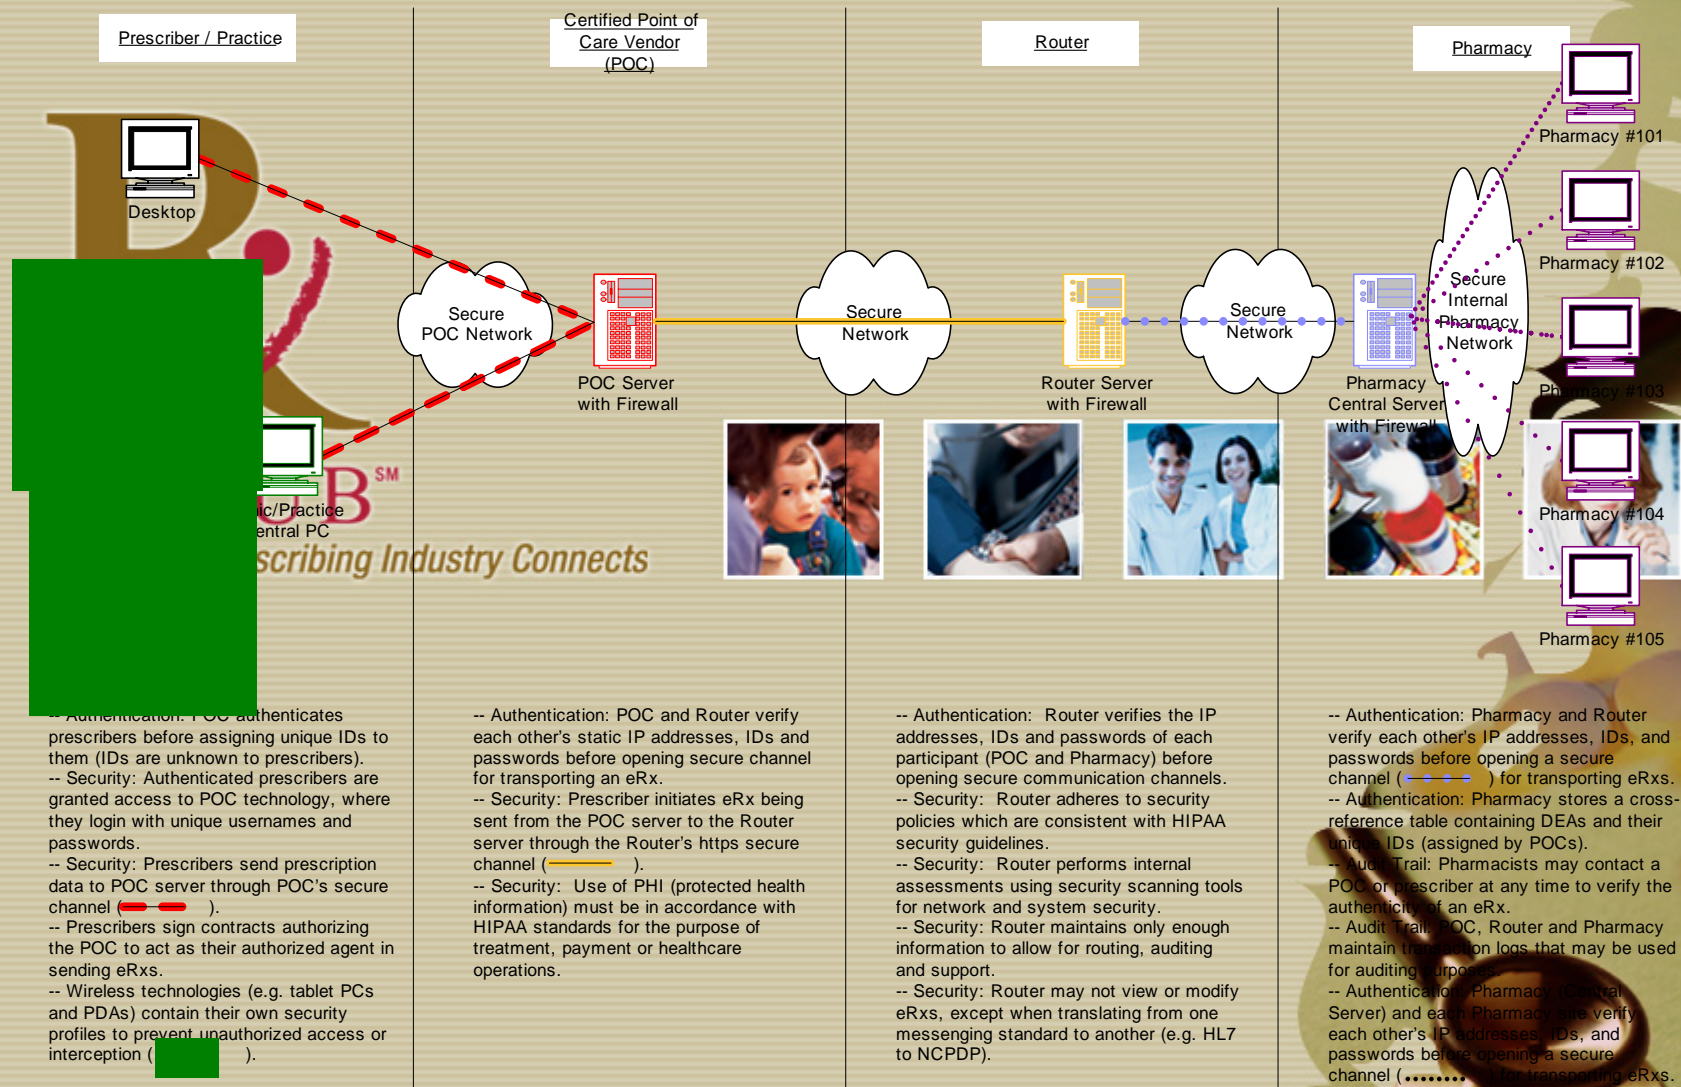 Prescriber / Practice
Certified Point of
Care Vendor
(POC)
Router
Pharmacy
Desktop
ic/Practice
entral PC
UB SM
scribing Industry Connects
Secure
POC Network
POC Server
with Firewall
Secure
Network
Router Server
with Firewall
Secure
Network
Pharmacy
Central Server
with Firewall
Secure
Internal
Pharmacy
Network
Pharmacy #101
Pharmacy #102
Pharmacy #103
Pharmacy #104
Pharmacy #105
-- Authentication: POC authenticates
prescribers before assigning unique IDs to
them (IDs are unknown to prescribers).
-- Security: Authenticated prescribers are
granted access to POC technology, where
they login with unique usernames and
passwords.
-- Security: Prescribers send prescription
data to POC server through POC's secure
channel ( ).
-- Prescribers sign contracts authorizing
the POC to act as their authorized agent in
sending eRxs.
-- Wireless technologies (e.g. tablet PCs
and PDAs) contain their own security
profiles to prevent unauthorized access or
interception ( ).
-- Authentication: POC and Router verify
each other's static IP addresses, IDs and
passwords before opening secure channel
for transporting an eRx.
-- Security: Prescriber initiates eRx being
sent from the POC server to the Router
server through the Router's https secure
channel ( ).
-- Security: Use of PHI (protected health
information) must be in accordance with
HIPAA standards for the purpose of
treatment, payment or healthcare
operations.
-- Authentication: Router verifies the IP
addresses, IDs and passwords of each
participant (POC and Pharmacy) before
opening secure communication channels.
-- Security: Router adheres to security
policies which are consistent with HIPAA
security guidelines.
-- Security: Router performs internal
assessments using security scanning tools
for network and system security.
-- Security: Router maintains only enough
information to allow for routing, auditing
and support.
-- Security: Router may not view or modify
eRxs, except when translating from one
messenging standard to another (e.g. HL7
to NCPDP).
-- Authentication: Pharmacy and Router
verify each other's IP addresses, IDs, and
passwords before opening a secure
channel ( ) for transporting eRxs.
-- Authentication: Pharmacy stores a cross-
reference table containing DEAs and their
unique IDs (assigned by POCs).
-- Audit Trail: Pharmacists may contact a
POC or prescriber at any time to verify the
authenticity of an eRx.
-- Audit Trail: POC, Router and Pharmacy
maintain transaction logs that may be used
for auditing purposes.
-- Authentication: Pharmacy (Central
Server) and each Pharmacy site verify
each other's IP addresses, IDs, and
passwords before opening a secure
channel ( ) for transporting eRxs.